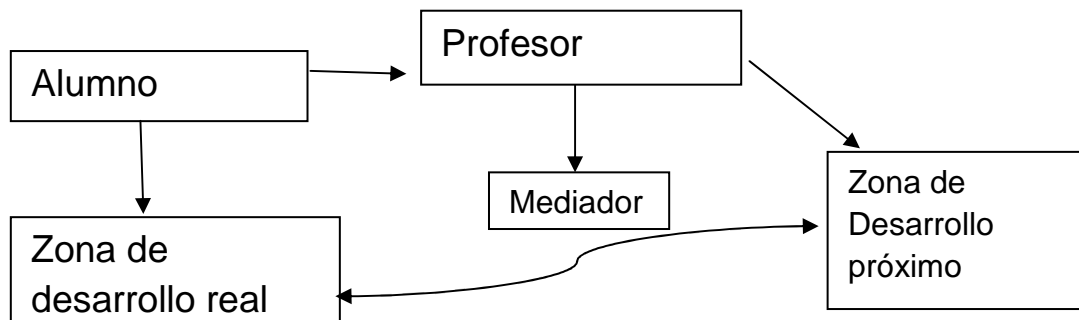 Profesor
Alumno
Mediador
Zona de
Desarrollo
próximo
Zona de
desarrollo real